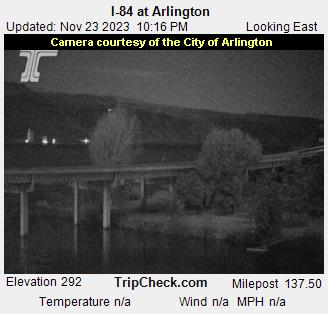 I-84 at Arlington
Updated: Nov 23 2023 10:16 PM Looking East
Camera courtesy of the City of Arlington
Elevation 292 TripCheck.com Milepost 137.50
Temperature n/a Wind n/a MPH n/a